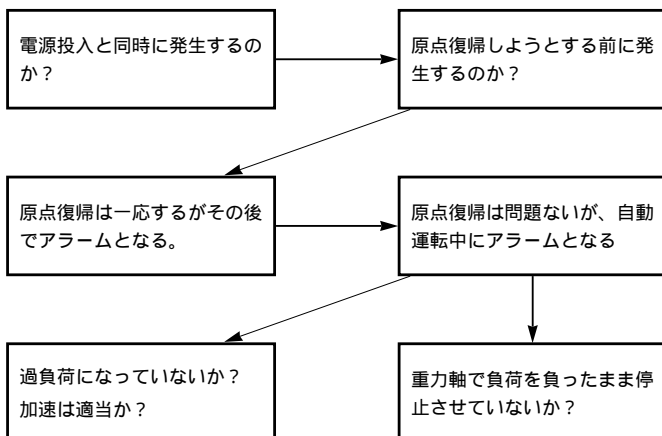 電源投入と同時に発生するの
か？
原点復帰しようとする前に発
生するのか？
原点復帰は一応するがその後
でアラームとなる。
原点復帰は問題ないが、自動
運転中にアラームとなる
過負荷になっていないか？
加速は適当か？
重力軸で負荷を負ったまま停
止させていないか？